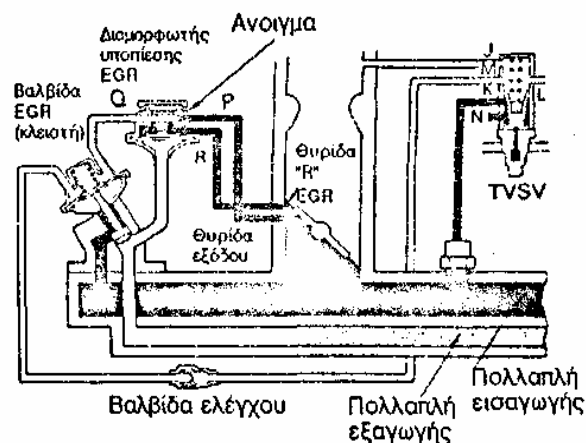 Διαμορφωτής
υποπίεσης
EGR
Άνοιγμα
Βαλβίδα
EGR
(κλειστή)
Q
P
R
Θυρίδα
"R"
EGR
Θυρίδα
εξόδου
J
M
K
L
N
TVSV
Βαλβίδα ελέγχου
Πολλαπλή
εξαγωγής
Πολλαπλή
εισαγωγής